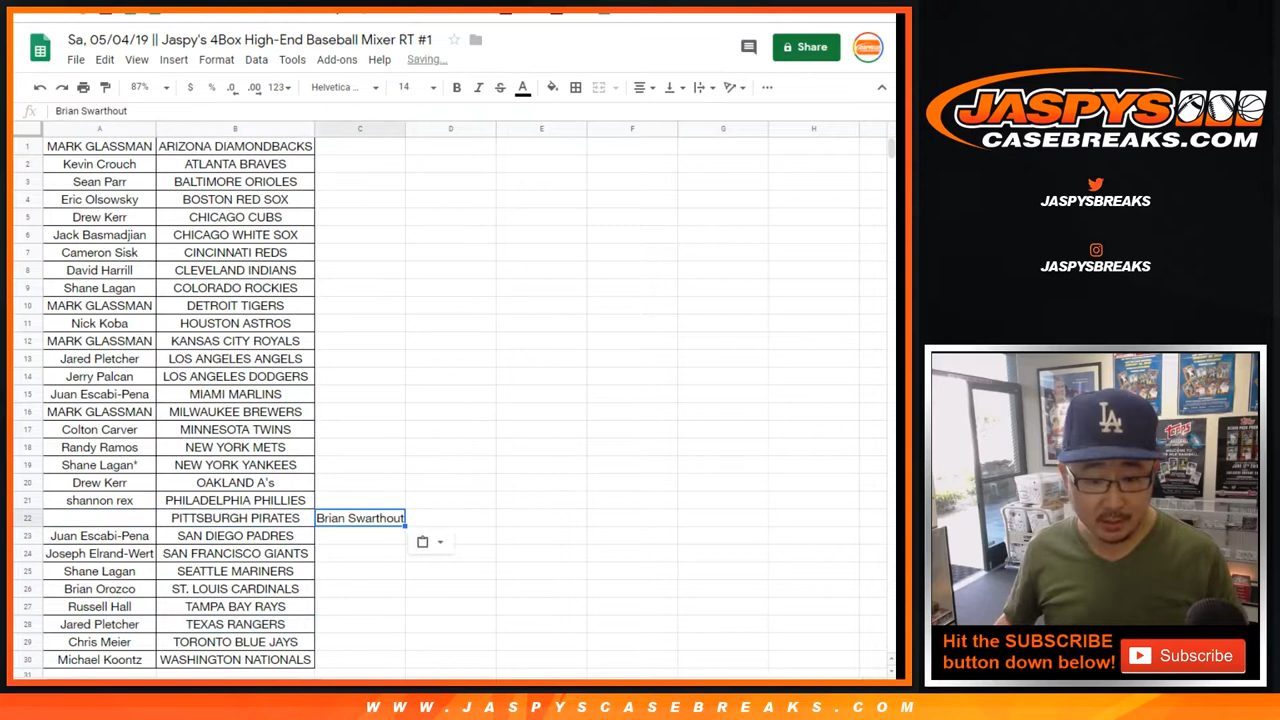 Sa, 05/04/19 || Jaspy's 4Box High-End Baseball Mixer RT #1
File Edit View Insert Format Data Tools Add-ons Help Saving...
Share
87% $ % .0 .00 123 Helvetica ... 14 B I S A
fx Brian Swarthout
A B C D E F G H
1 MARK GLASSMAN ARIZONA DIAMONDBACKS
2 Kevin Crouch ATLANTA BRAVES
3 Sean Parr BALTIMORE ORIOLES
4 Eric Olsowsky BOSTON RED SOX
5 Drew Kerr CHICAGO CUBS
6 Jack Basmadjian CHICAGO WHITE SOX
7 Cameron Sisk CINCINNATI REDS
8 David Harrill CLEVELAND INDIANS
9 Shane Lagan COLORADO ROCKIES
10 MARK GLASSMAN DETROIT TIGERS
11 Nick Koba HOUSTON ASTROS
12 MARK GLASSMAN KANSAS CITY ROYALS
13 Jared Pletcher LOS ANGELES ANGELS
14 Jerry Palcan LOS ANGELES DODGERS
15 Juan Escabi-Pena MIAMI MARLINS
16 MARK GLASSMAN MILWAUKEE BREWERS
17 Colton Carver MINNESOTA TWINS
18 Randy Ramos NEW YORK METS
19 Shane Lagan* NEW YORK YANKEES
20 Drew Kerr OAKLAND A's
21 shannon rex PHILADELPHIA PHILLIES
22 PITTSBURGH PIRATES Brian Swarthout
23 Juan Escabi-Pena SAN DIEGO PADRES
24 Joseph Elrand-Wert SAN FRANCISCO GIANTS
25 Shane Lagan SEATTLE MARINERS
26 Brian Orozco ST. LOUIS CARDINALS
27 Russell Hall TAMPA BAY RAYS
28 Jared Pletcher TEXAS RANGERS
29 Chris Meier TORONTO BLUE JAYS
30 Michael Koontz WASHINGTON NATIONALS
31
JASPYS
CASEBREAKS.COM
JASPYSBREAKS
JASPYSBREAKS
LA
TOPPS
Hit the SUBSCRIBE
button down below!
Subscribe
WWW.JASPYSCASEBREAKS.COM